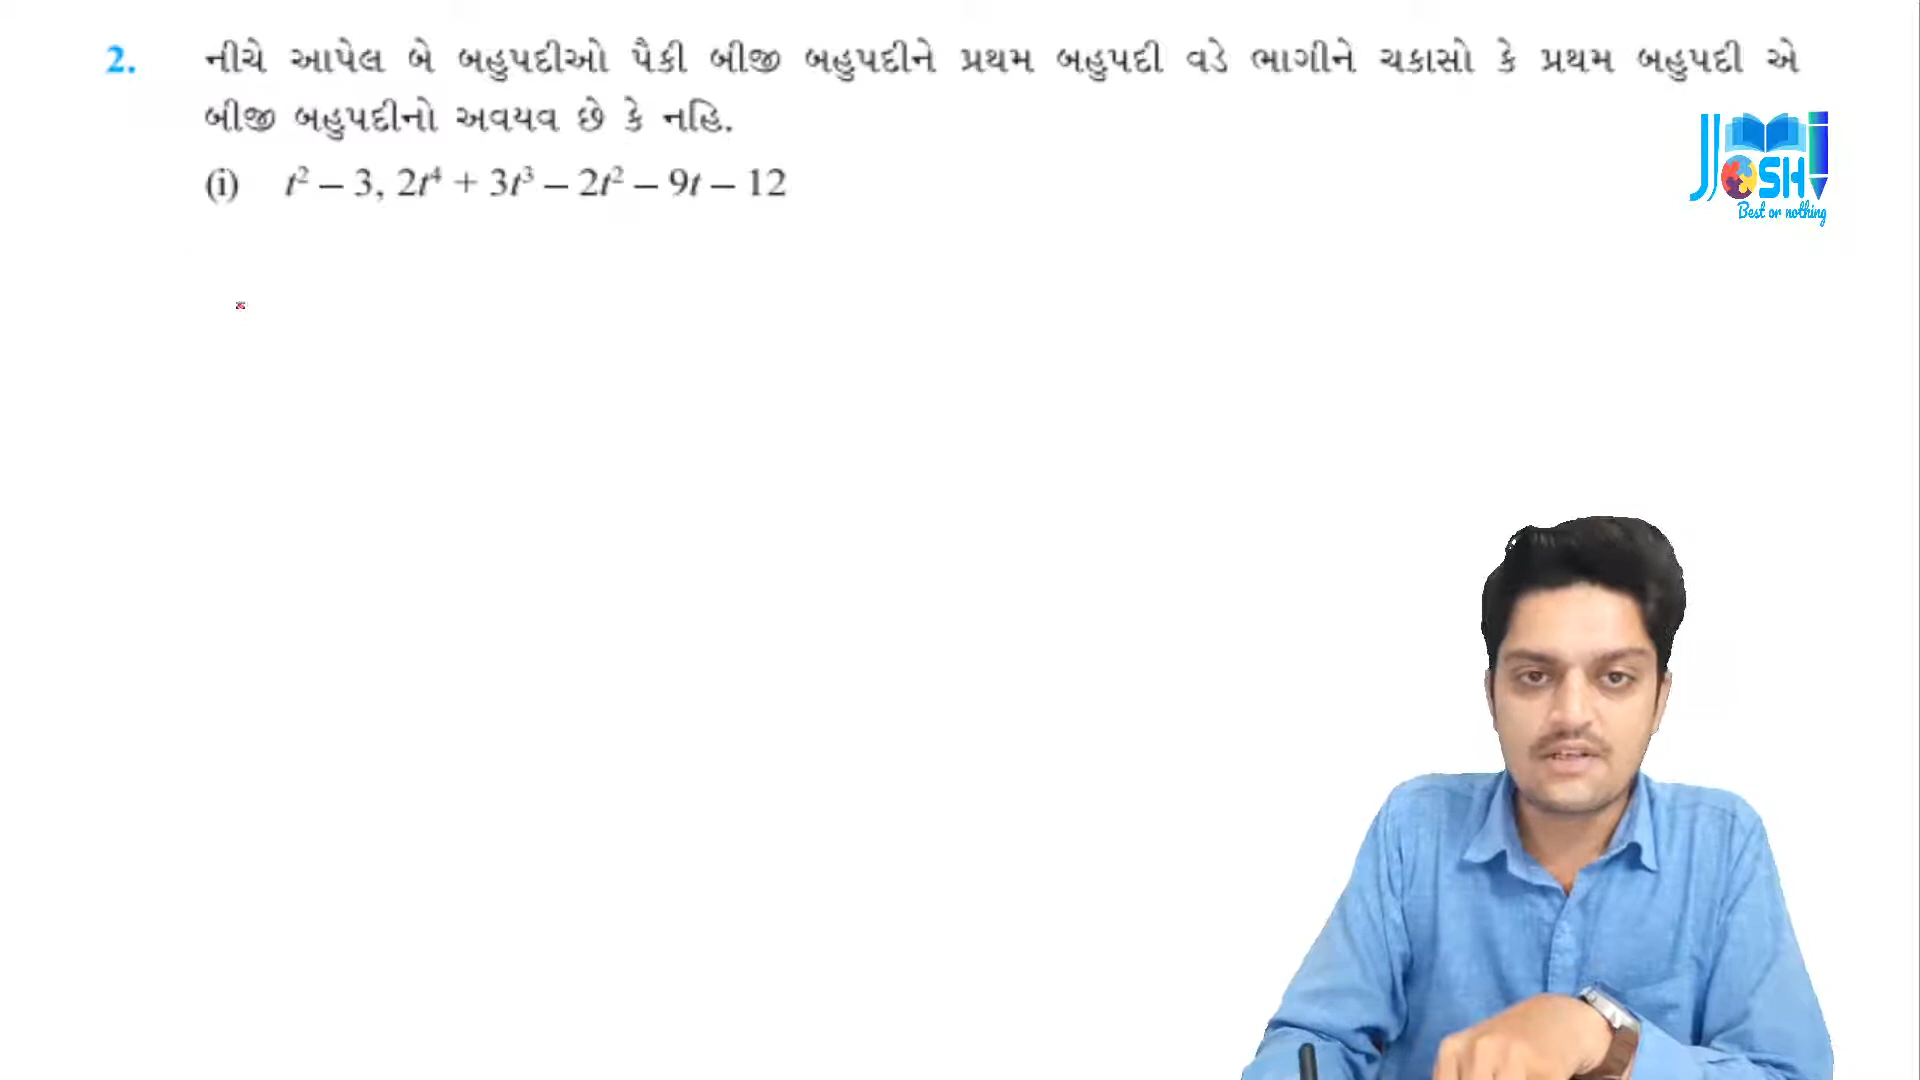 2. નીચે આપેલ બે બહુપદીઓ પૈકી બીજી બહુપદીને પ્રથમ બહુપદી વડે ભાગીને ચકાસો કે પ્રથમ બહુપદી એ
બીજી બહુપદીનો અવયવ છે કે નહિ.
(i) t² – 3, 2t⁴ + 3t³ – 2t² – 9t – 12
JOSH
Best or nothing